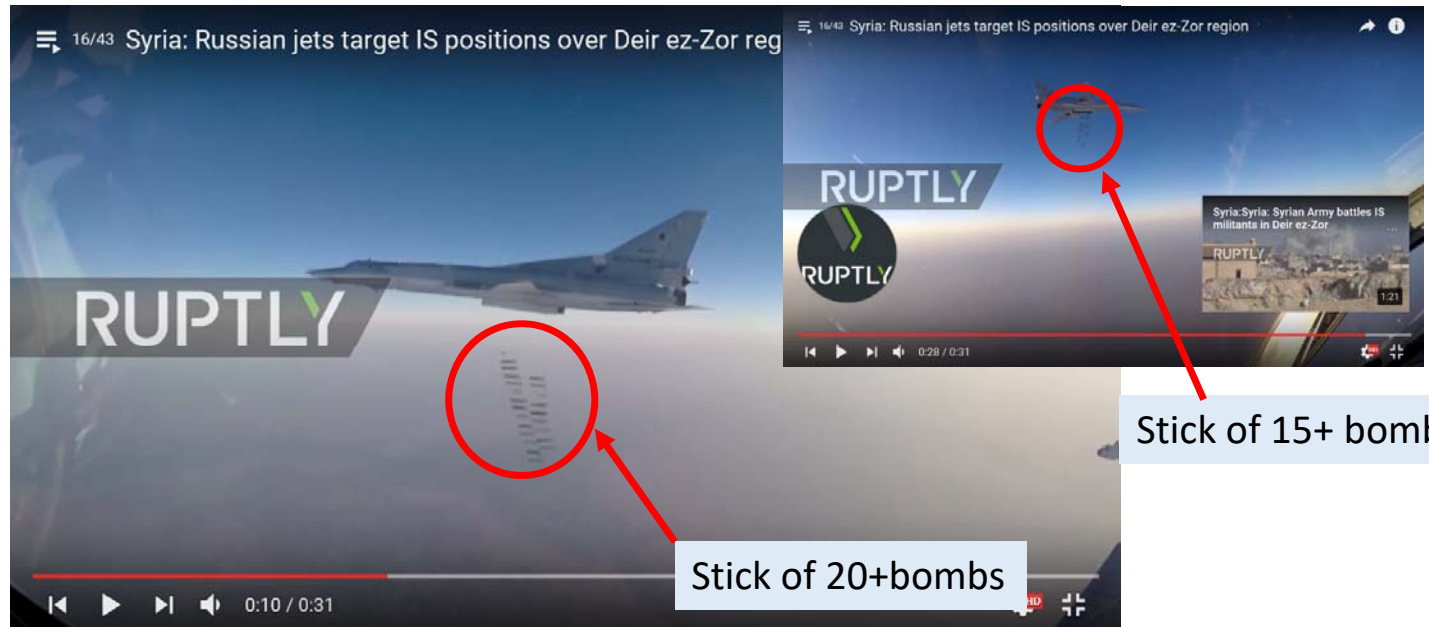 16/43 Syria: Russian jets target IS positions over Deir ez-Zor reg
RUPTLY
0:10 / 0:31
HD
Stick of 20+bombs
16/43 Syria: Russian jets target IS positions over Deir ez-Zor region
RUPTLY
RUPTLY
Syria:Syria: Syrian Army battles IS
militants in Deir ez-Zor
...
RUPTLY
1:21
0:28 / 0:31
HD
Stick of 15+ bomb